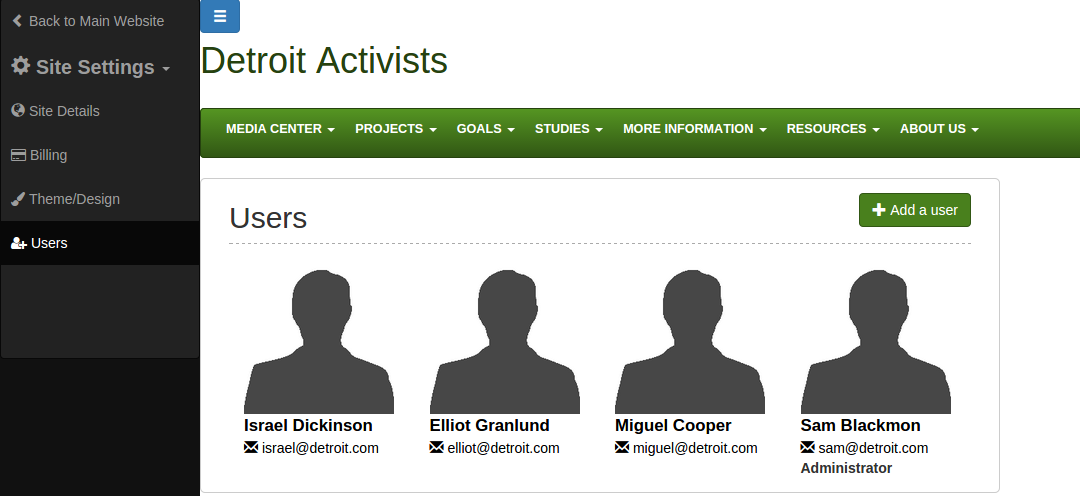 Back to Main Website
Site Settings
Site Details
Billing
Theme/Design
Users
Detroit Activists
MEDIA CENTER PROJECTS GOALS STUDIES MORE INFORMATION RESOURCES ABOUT US
Users
Add a user
Israel Dickinson
israel@detroit.com
Elliot Granlund
elliot@detroit.com
Miguel Cooper
miguel@detroit.com
Sam Blackmon
sam@detroit.com
Administrator